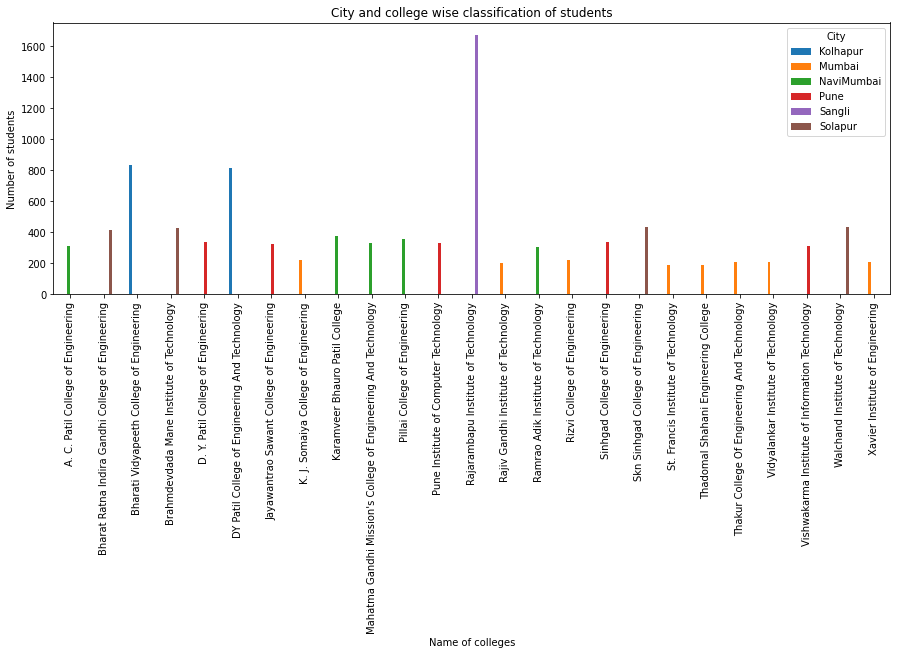 City and college wise classification of students
Number of students
1600
1400
1200
1000
800
600
400
200
0
City
Kolhapur
Mumbai
NaviMumbai
Pune
Sangli
Solapur
A. C. Patil College of Engineering
Bharat Ratna Indira Gandhi College of Engineering
Bharati Vidyapeeth College of Engineering
Brahmdevdada Mane Institute of Technology
D. Y. Patil College of Engineering
DY Patil College of Engineering And Technology
Jayawantrao Sawant College of Engineering
K. J. Somaiya College of Engineering
Karamveer Bhauro Patil College
Mahatma Gandhi Mission's College of Engineering And Technology
Pillai College of Engineering
Pune Institute of Computer Technology
Rajarambapu Institute of Technology
Rajiv Gandhi Institute of Technology
Ramrao Adik Institute of Technology
Rizvi College of Engineering
Sinhgad College of Engineering
Skn Sinhgad College of Engineering
St. Francis Institute of Technology
Thadomal Shahani Engineering College
Thakur College Of Engineering And Technology
Vidyalankar Institute of Technology
Vishwakarma Institute of Information Technology
Walchand Institute of Technology
Xavier Institute of Engineering
Name of colleges